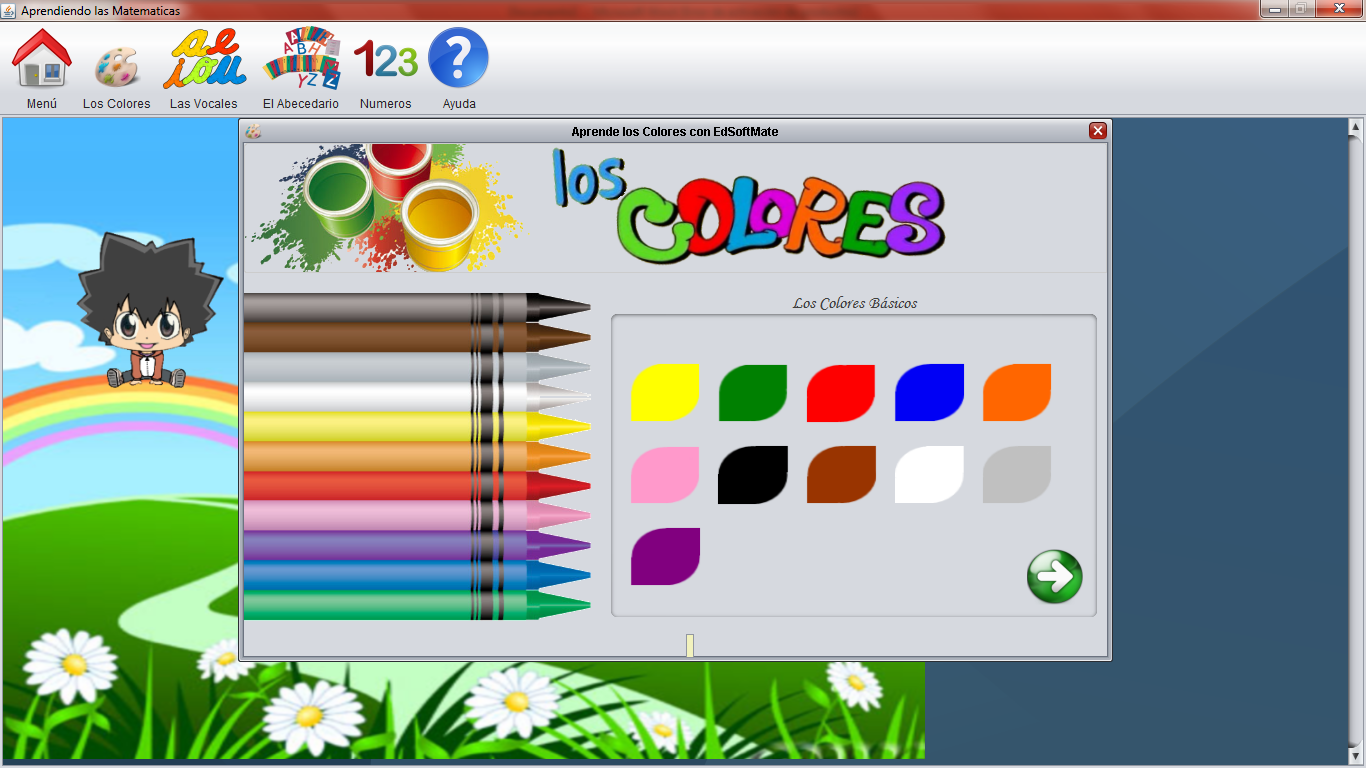 Aprendiendo las Matematicas
a e i o u
A B H Y Z Z
123
?
Menú
Los Colores
Las Vocales
El Abecedario
Numeros
Ayuda
Aprende los Colores con EdSoftMate
los
COLORES
Los Colores Básicos